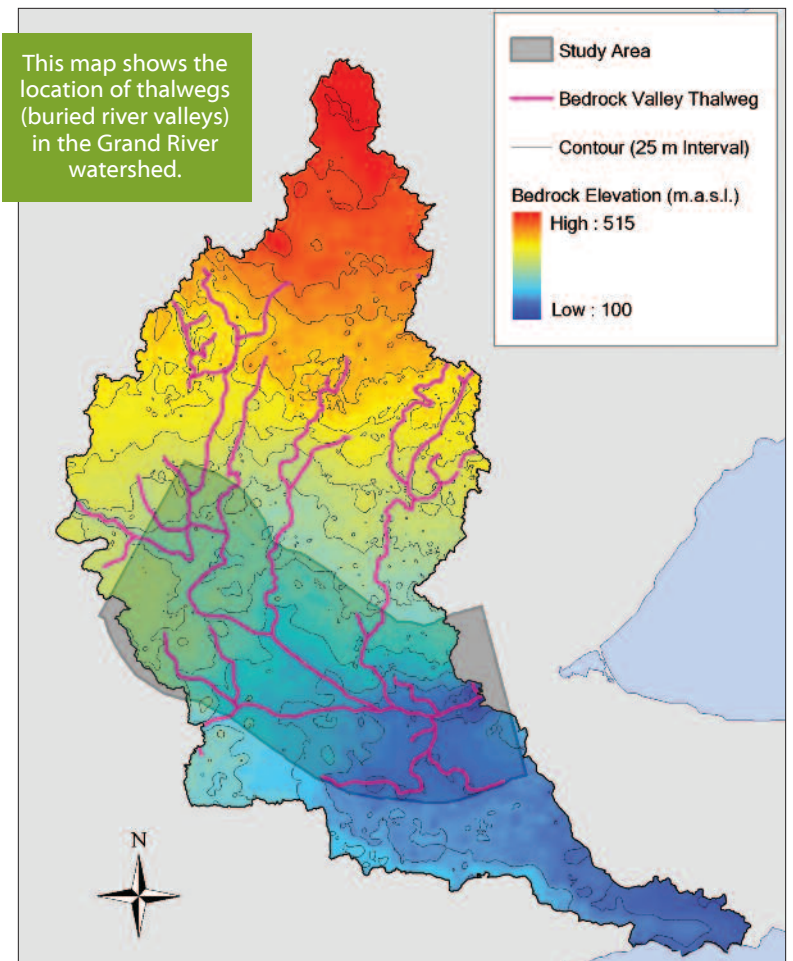 This map shows the
location of thalwegs
(buried river valleys)
in the Grand River
watershed.
Study Area
Bedrock Valley Thalweg
Contour (25 m Interval)
Bedrock Elevation (m.a.s.l.)
High : 515
Low : 100
N